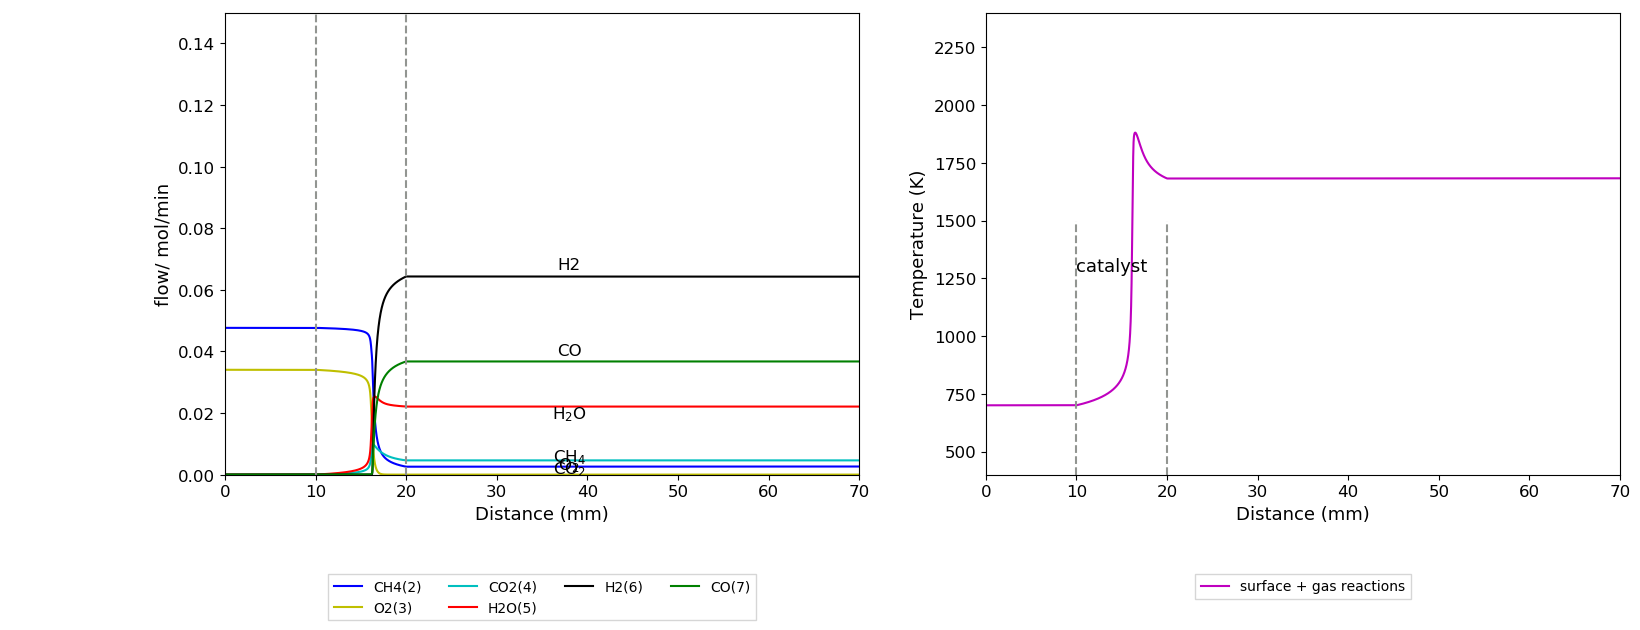 0.14
0.12
0.10
0.08
0.06
0.04
0.02
0.00
flow/ mol/min
H2
CO
H₂O
CH₄
O₂
CO₂
0 10 20 30 40 50 60 70
Distance (mm)
CH4(2) CO2(4) H2(6) CO(7)
O2(3) H2O(5)
2250
2000
1750
1500
1250
1000
750
500
Temperature (K)
catalyst
0 10 20 30 40 50 60 70
Distance (mm)
surface + gas reactions